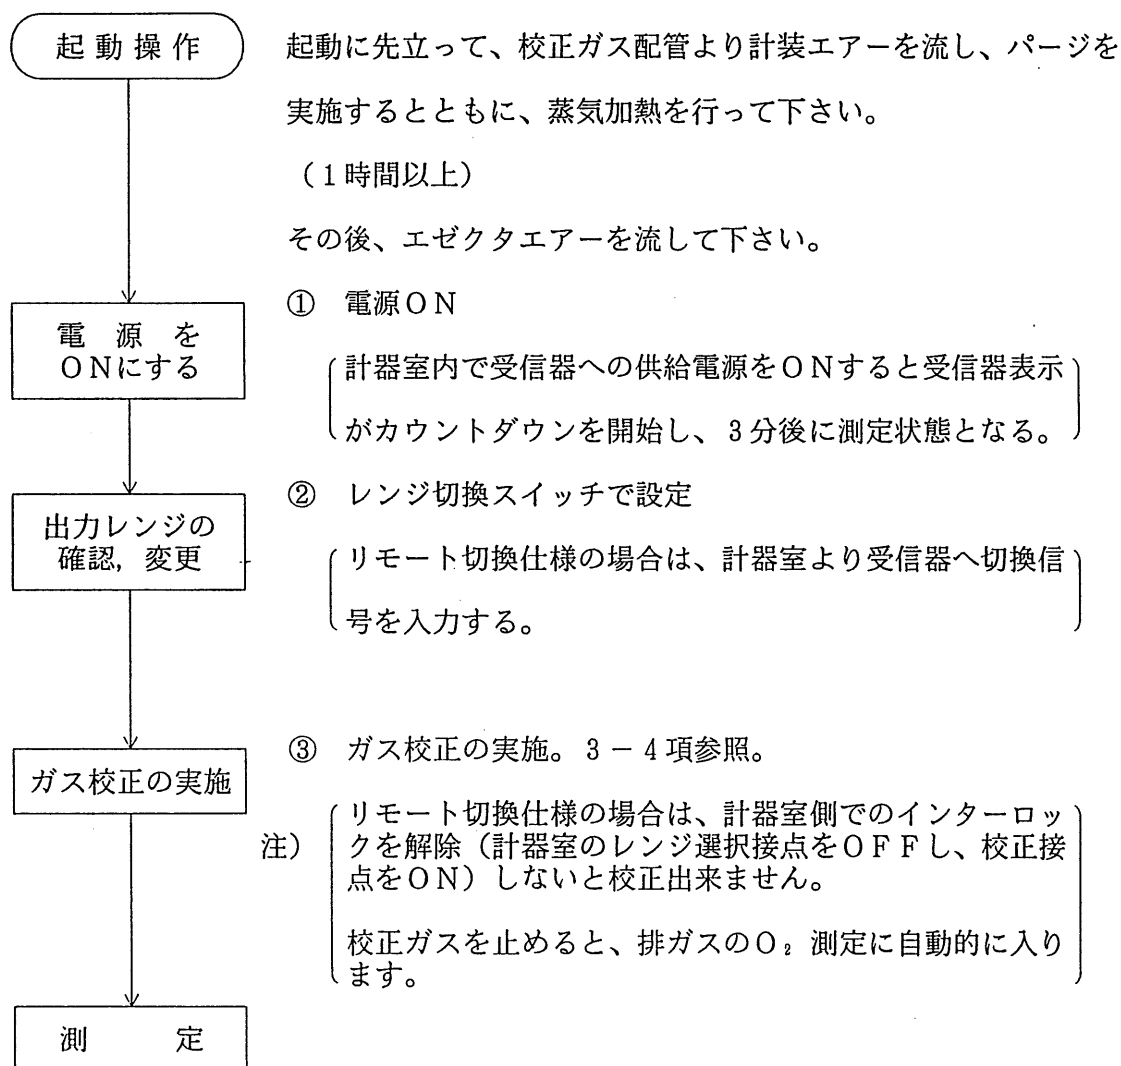 起動操作
起動に先立って、校正ガス配管より計装エアーを流し、パージを
実施するとともに、蒸気加熱を行って下さい。
（1時間以上）
その後、エゼクタエアーを流して下さい。
電源を
ONにする
① 電源ON
計器室内で受信器への供給電源をONすると受信器表示
がカウントダウンを開始し、3分後に測定状態となる。
出力レンジの
確認，変更
② レンジ切換スイッチで設定
リモート切換仕様の場合は、計器室より受信器へ切換信
号を入力する。
ガス校正の実施
③ ガス校正の実施。3－4項参照。
注）
リモート切換仕様の場合は、計器室側でのインターロッ
クを解除（計器室のレンジ選択接点をOFFし、校正接
点をON）しないと校正出来ません。
校正ガスを止めると、排ガスのO₂ 測定に自動的に入り
ます。
測定